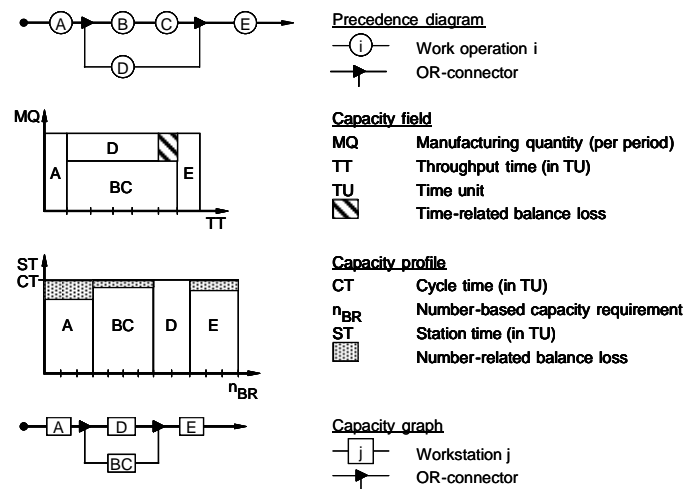 A B C E
D
Precedence diagram
i Work operation i
OR-connector
MQ
D
A BC E
TT
Capacity field
MQ Manufacturing quantity (per period)
TT Throughput time (in TU)
TU Time unit
Time-related balance loss
ST
CT
A BC D E
n_BR
Capacity profile
CT Cycle time (in TU)
n_BR Number-based capacity requirement
ST Station time (in TU)
Number-related balance loss
A D E
BC
Capacity graph
j Workstation j
OR-connector